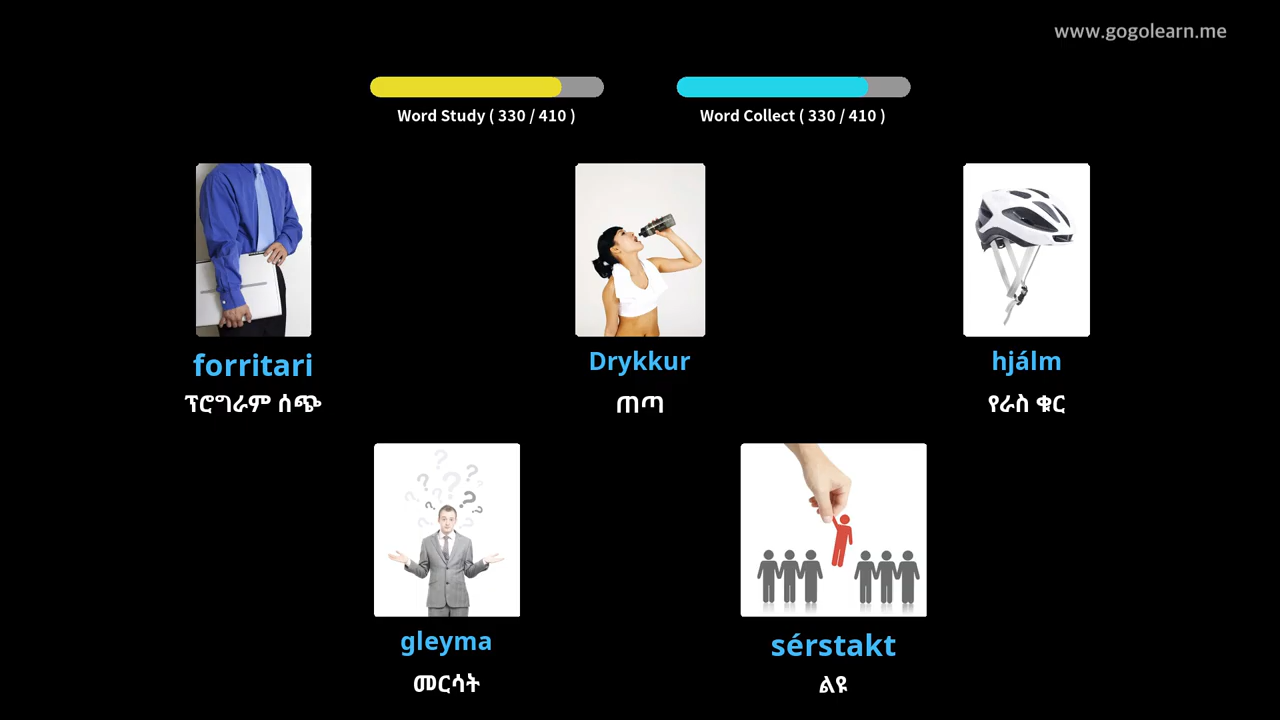 www.gogolearn.me
Word Study ( 330 / 410 )
Word Collect ( 330 / 410 )
forritari
ፕሮግራም ሰጭ
Drykkur
ጠጣ
hjálm
የራስ ቁር
gleyma
መርሳት
sérstakt
ልዩ